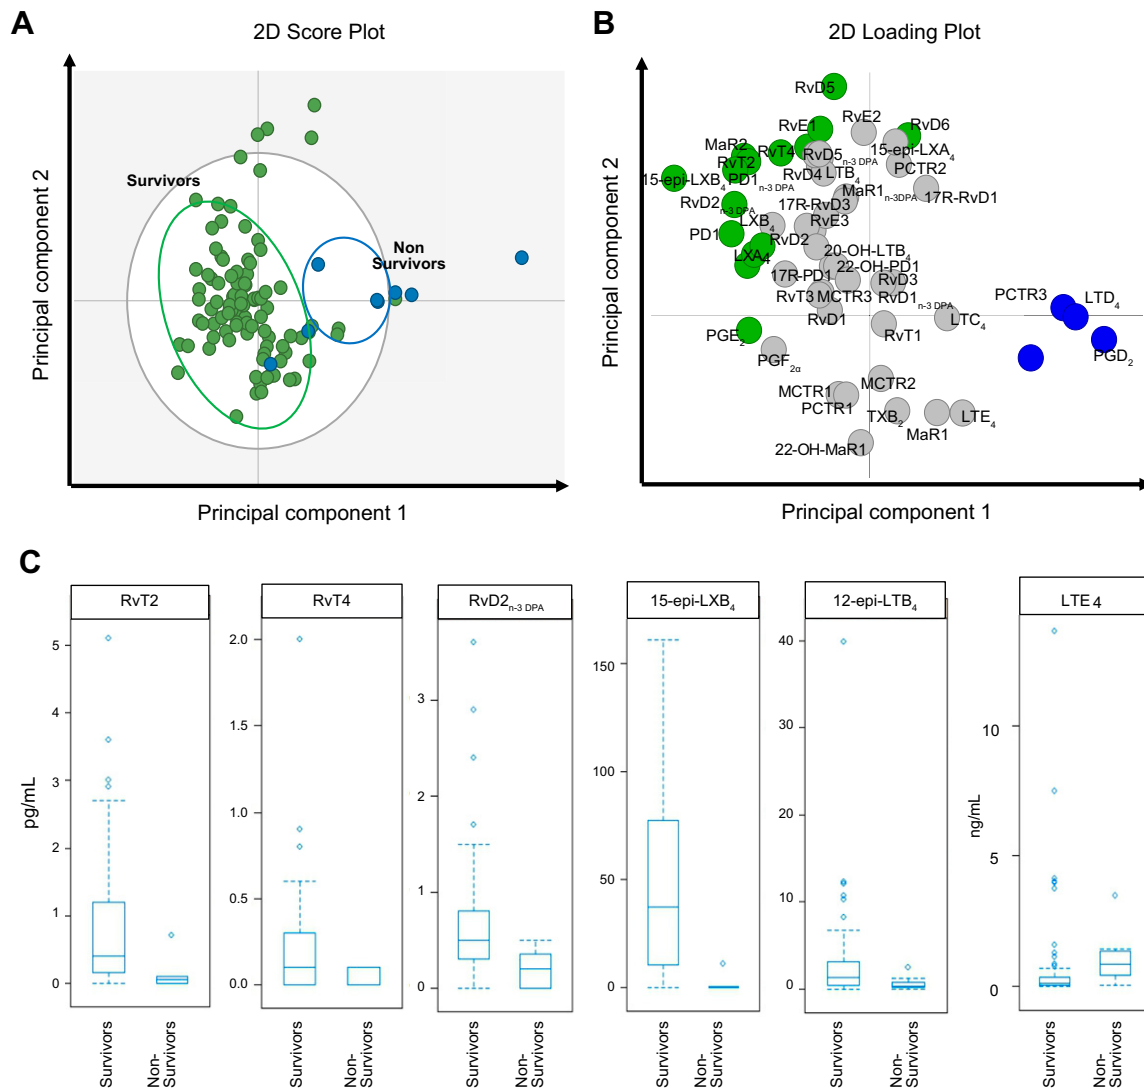 A
2D Score Plot
Survivors
Non
Survivors
Principal component 2
Principal component 1
B
2D Loading Plot
RvD5
RvE1
RvE2
RvD6
MaR2
RvT4
RvD5n-3 DPA
15-epi-LXA4
RvT2
RvD4
LTB4
PCTR2
15-epi-LXB4
PD1n-3 DPA
MaR1n-3DPA
17R-RvD1
RvD2n-3 DPA
17R-RvD3
LXB4
RvE3
PD1
RvD2
20-OH-LTB4
LXA4
22-OH-PD1
17R-PD1
RvD3
RvT3
MCTR3
RvD1n-3 DPA
PCTR3
LTD4
RvD1
LTC4
PGE2
RvT1
PGD2
PGF2α
MCTR1
MCTR2
PCTR1
TXB2
LTE4
MaR1
22-OH-MaR1
Principal component 2
Principal component 1
C
RvT2
RvT4
RvD2n-3 DPA
15-epi-LXB4
12-epi-LTB4
LTE4
pg/mL
5
4
3
2
1
0
Survivors
Non-
Survivors
2.0
1.5
1.0
0.5
0.0
Survivors
Non-
Survivors
3
2
1
0
Survivors
Non-
Survivors
150
100
50
0
Survivors
Non-
Survivors
40
30
20
10
0
Survivors
Non-
Survivors
ng/mL
10
5
0
Survivors
Non-
Survivors